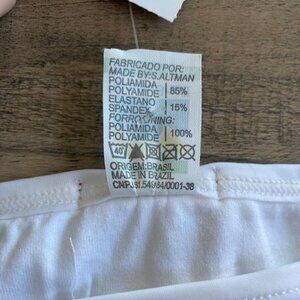 FABRICADO POR:
MADE BY:S.ALTMAN
POLIAMIDA
POLYAMIDE 85%
ELASTANO
SPANDEX 15%
FORRO/LINING:
POLIAMIDA
POLYAMIDE 100%
40
ORIGEM:BRASIL
MADE IN BRAZIL